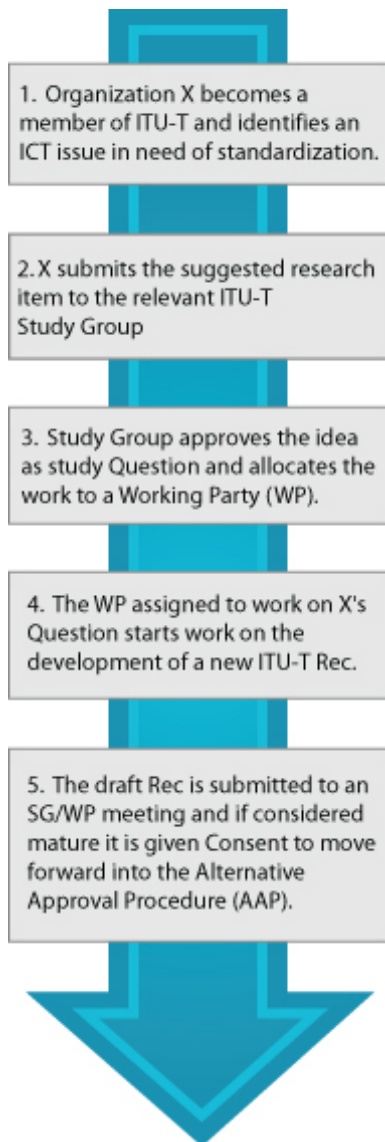 1. Organization X becomes a
member of ITU-T and identifies an
ICT issue in need of standardization.
2. X submits the suggested research
item to the relevant ITU-T
Study Group
3. Study Group approves the idea
as study Question and allocates the
work to a Working Party (WP).
4. The WP assigned to work on X's
Question starts work on the
development of a new ITU-T Rec.
5. The draft Rec is submitted to an
SG/WP meeting and if considered
mature it is given Consent to move
forward into the Alternative
Approval Procedure (AAP).